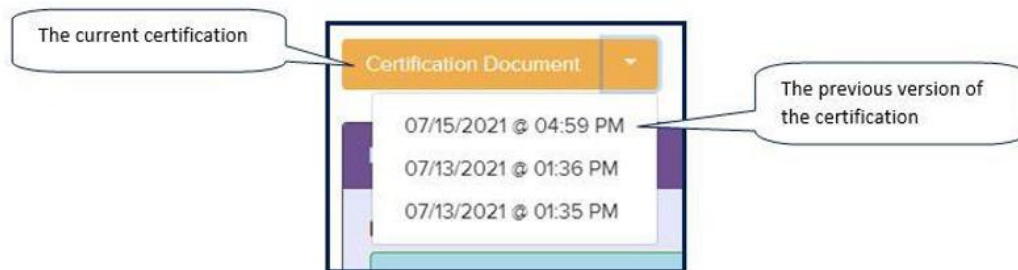 The current certification
Certification Document
07/15/2021 @ 04:59 PM
07/13/2021 @ 01:36 PM
07/13/2021 @ 01:35 PM
The previous version of
the certification